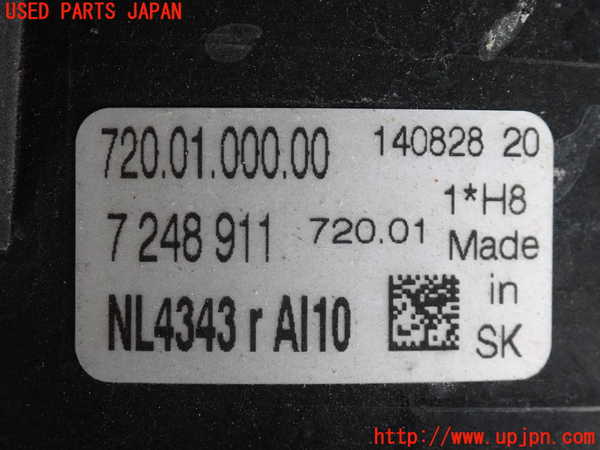 USED PARTS JAPAN
720.01.000.00 140828 20
1*H8
7 248 911 720.01 Made
in
NL4343 r AI10 SK
Copyright © www.upjpn.com